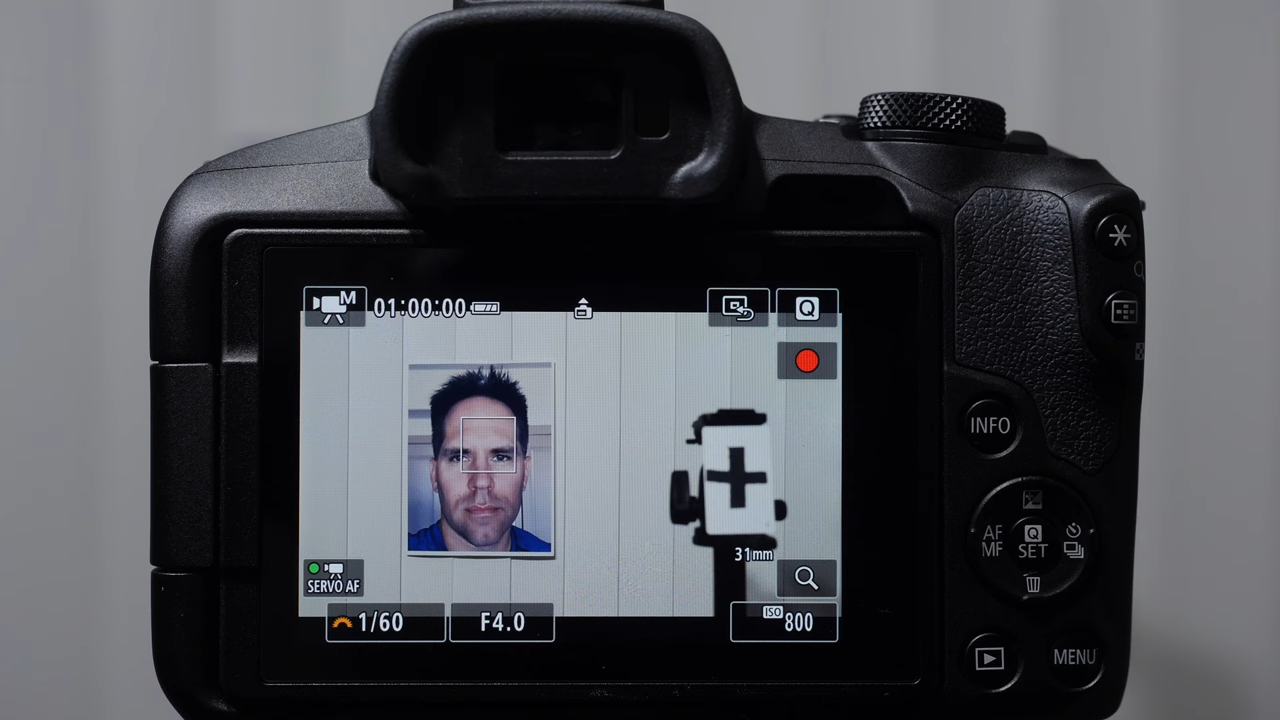 M
01:00:00
Q
INFO
AF
MF
Q
SET
31mm
SERVO AF
1/60
F4.0
ISO 800
MENU